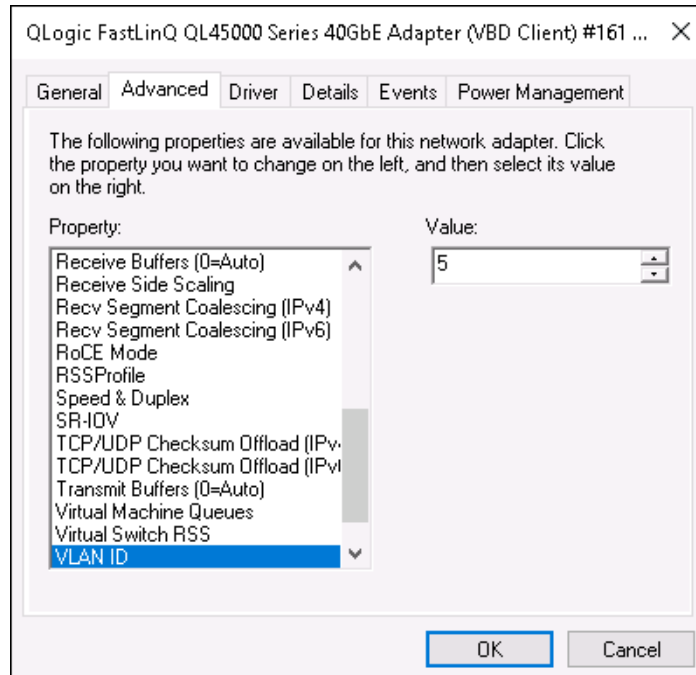 QLogic FastLinQ QL45000 Series 40GbE Adapter (VBD Client) #161 ...
General Advanced Driver Details Events Power Management
The following properties are available for this network adapter. Click
the property you want to change on the left, and then select its value
on the right.
Property:
Value:
Receive Buffers (0=Auto)
Receive Side Scaling
Recv Segment Coalescing (IPv4)
Recv Segment Coalescing (IPv6)
RoCE Mode
RSSProfile
Speed & Duplex
SR-IOV
TCP/UDP Checksum Offload (IPv
TCP/UDP Checksum Offload (IPv
Transmit Buffers (0=Auto)
Virtual Machine Queues
Virtual Switch RSS
VLAN ID
5
OK Cancel